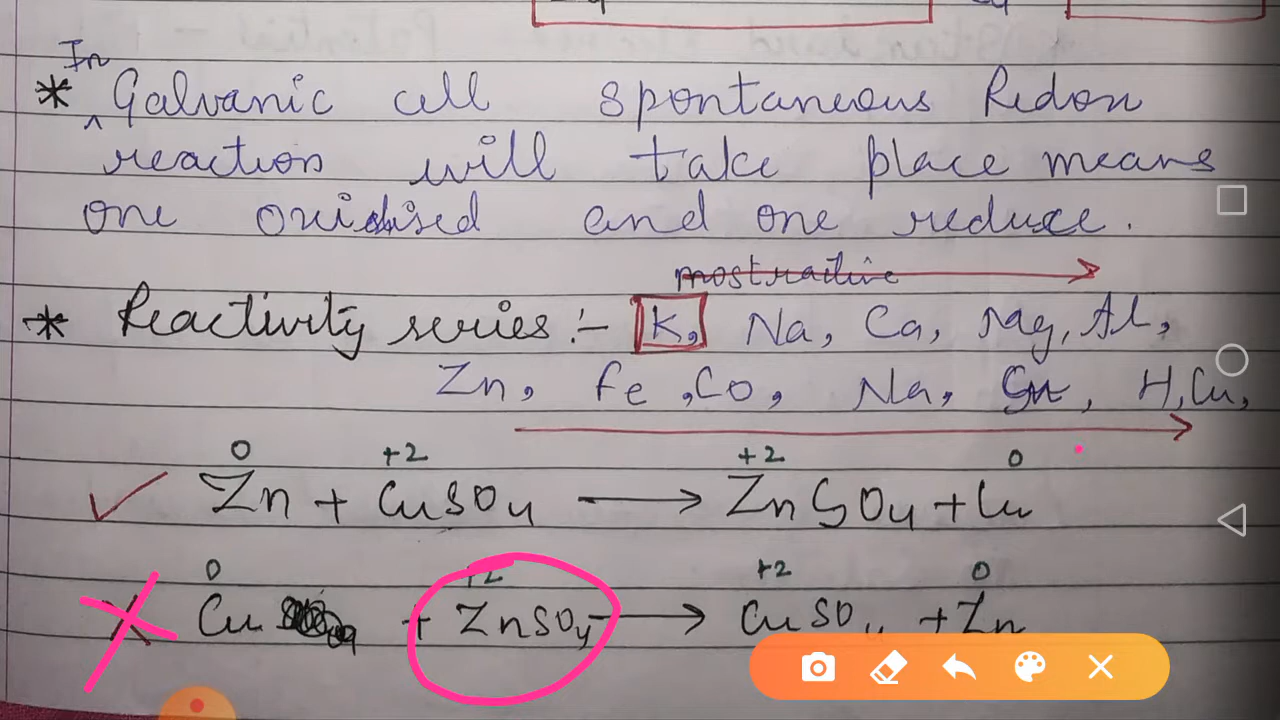 In
* Galvanic cell spontaneous Redox
reaction will take place means
one oxidised and one reduce.
most ractive
* Reactivity series :- K, Na, Ca, Mg, Al,
Zn, Fe, Co, Na, Sn, H, Cu,
0 +2 +2 0
Zn + CuSO4 → ZnSO4 + Cu
0 +2 +2 0
Cu + ZnSO4 → CuSO4 + Zn